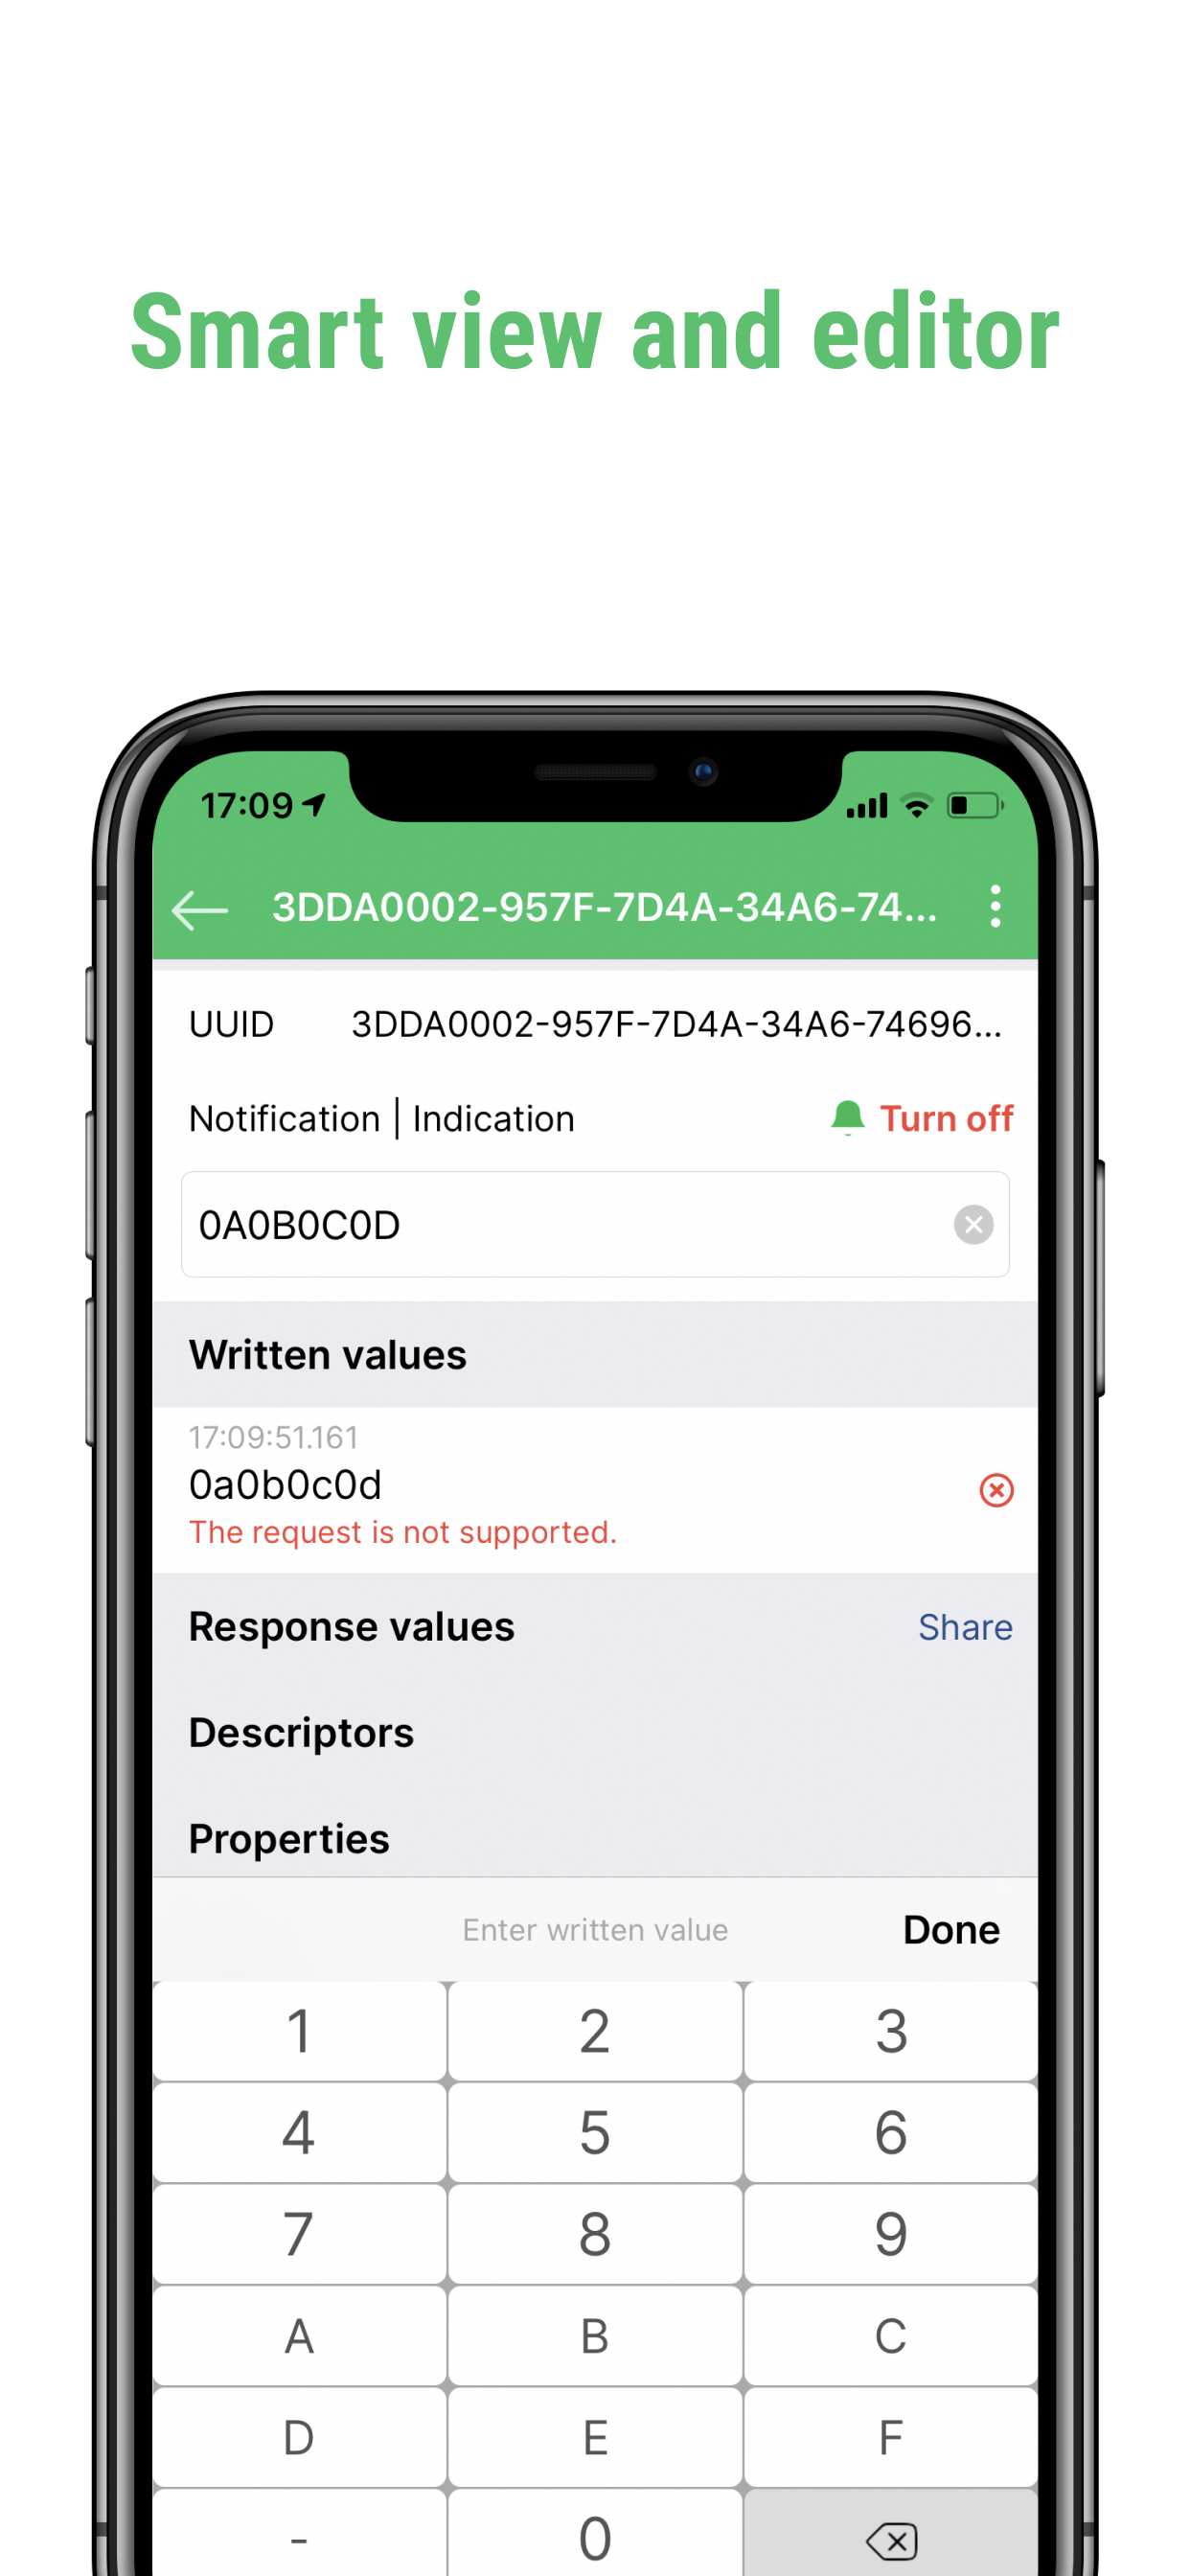 Smart view and editor
17:09
3DDA0002-957F-7D4A-34A6-74...
UUID 3DDA0002-957F-7D4A-34A6-74696...
Notification | Indication Turn off
0A0B0C0D
Written values
17:09:51.161
0a0b0c0d
The request is not supported.
Response values Share
Descriptors
Properties
Enter written value Done
1 2 3
4 5 6
7 8 9
A B C
D E F
- 0